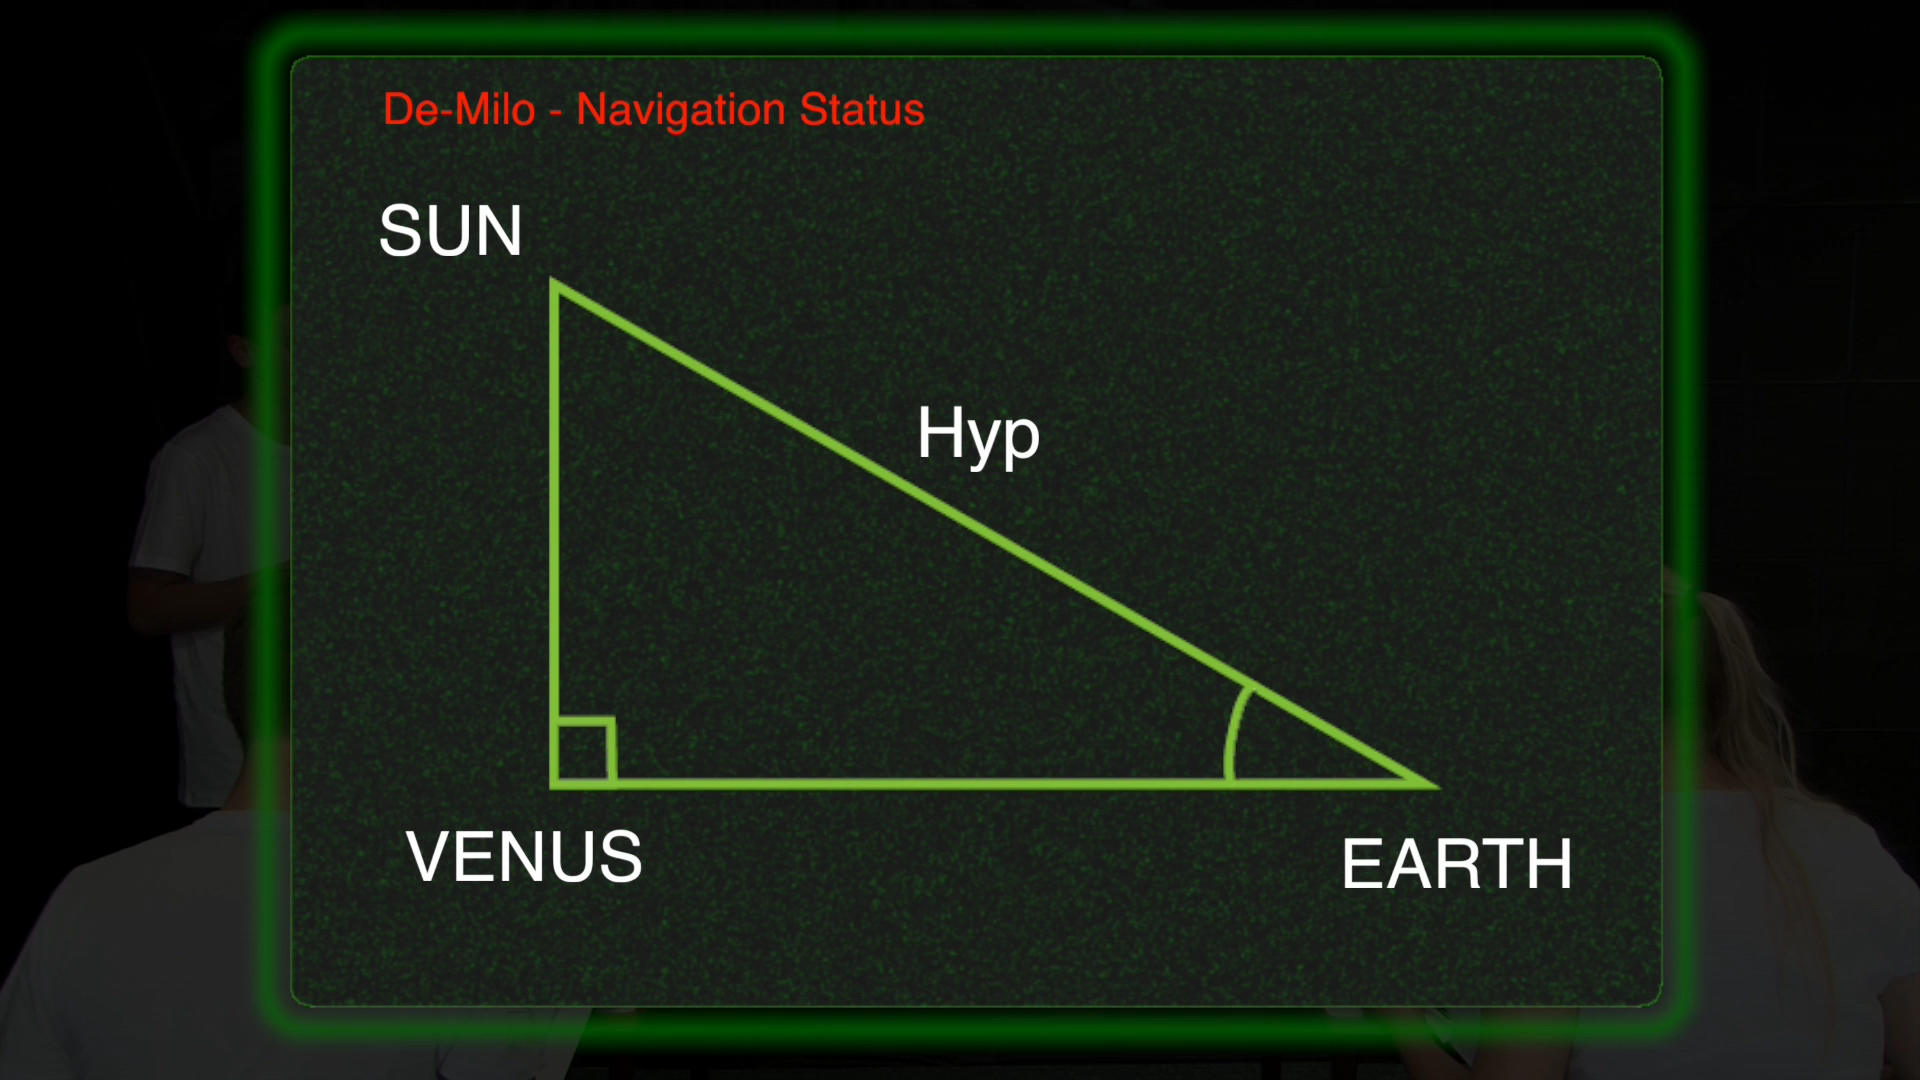 De-Milo - Navigation Status
SUN
Hyp
VENUS
EARTH